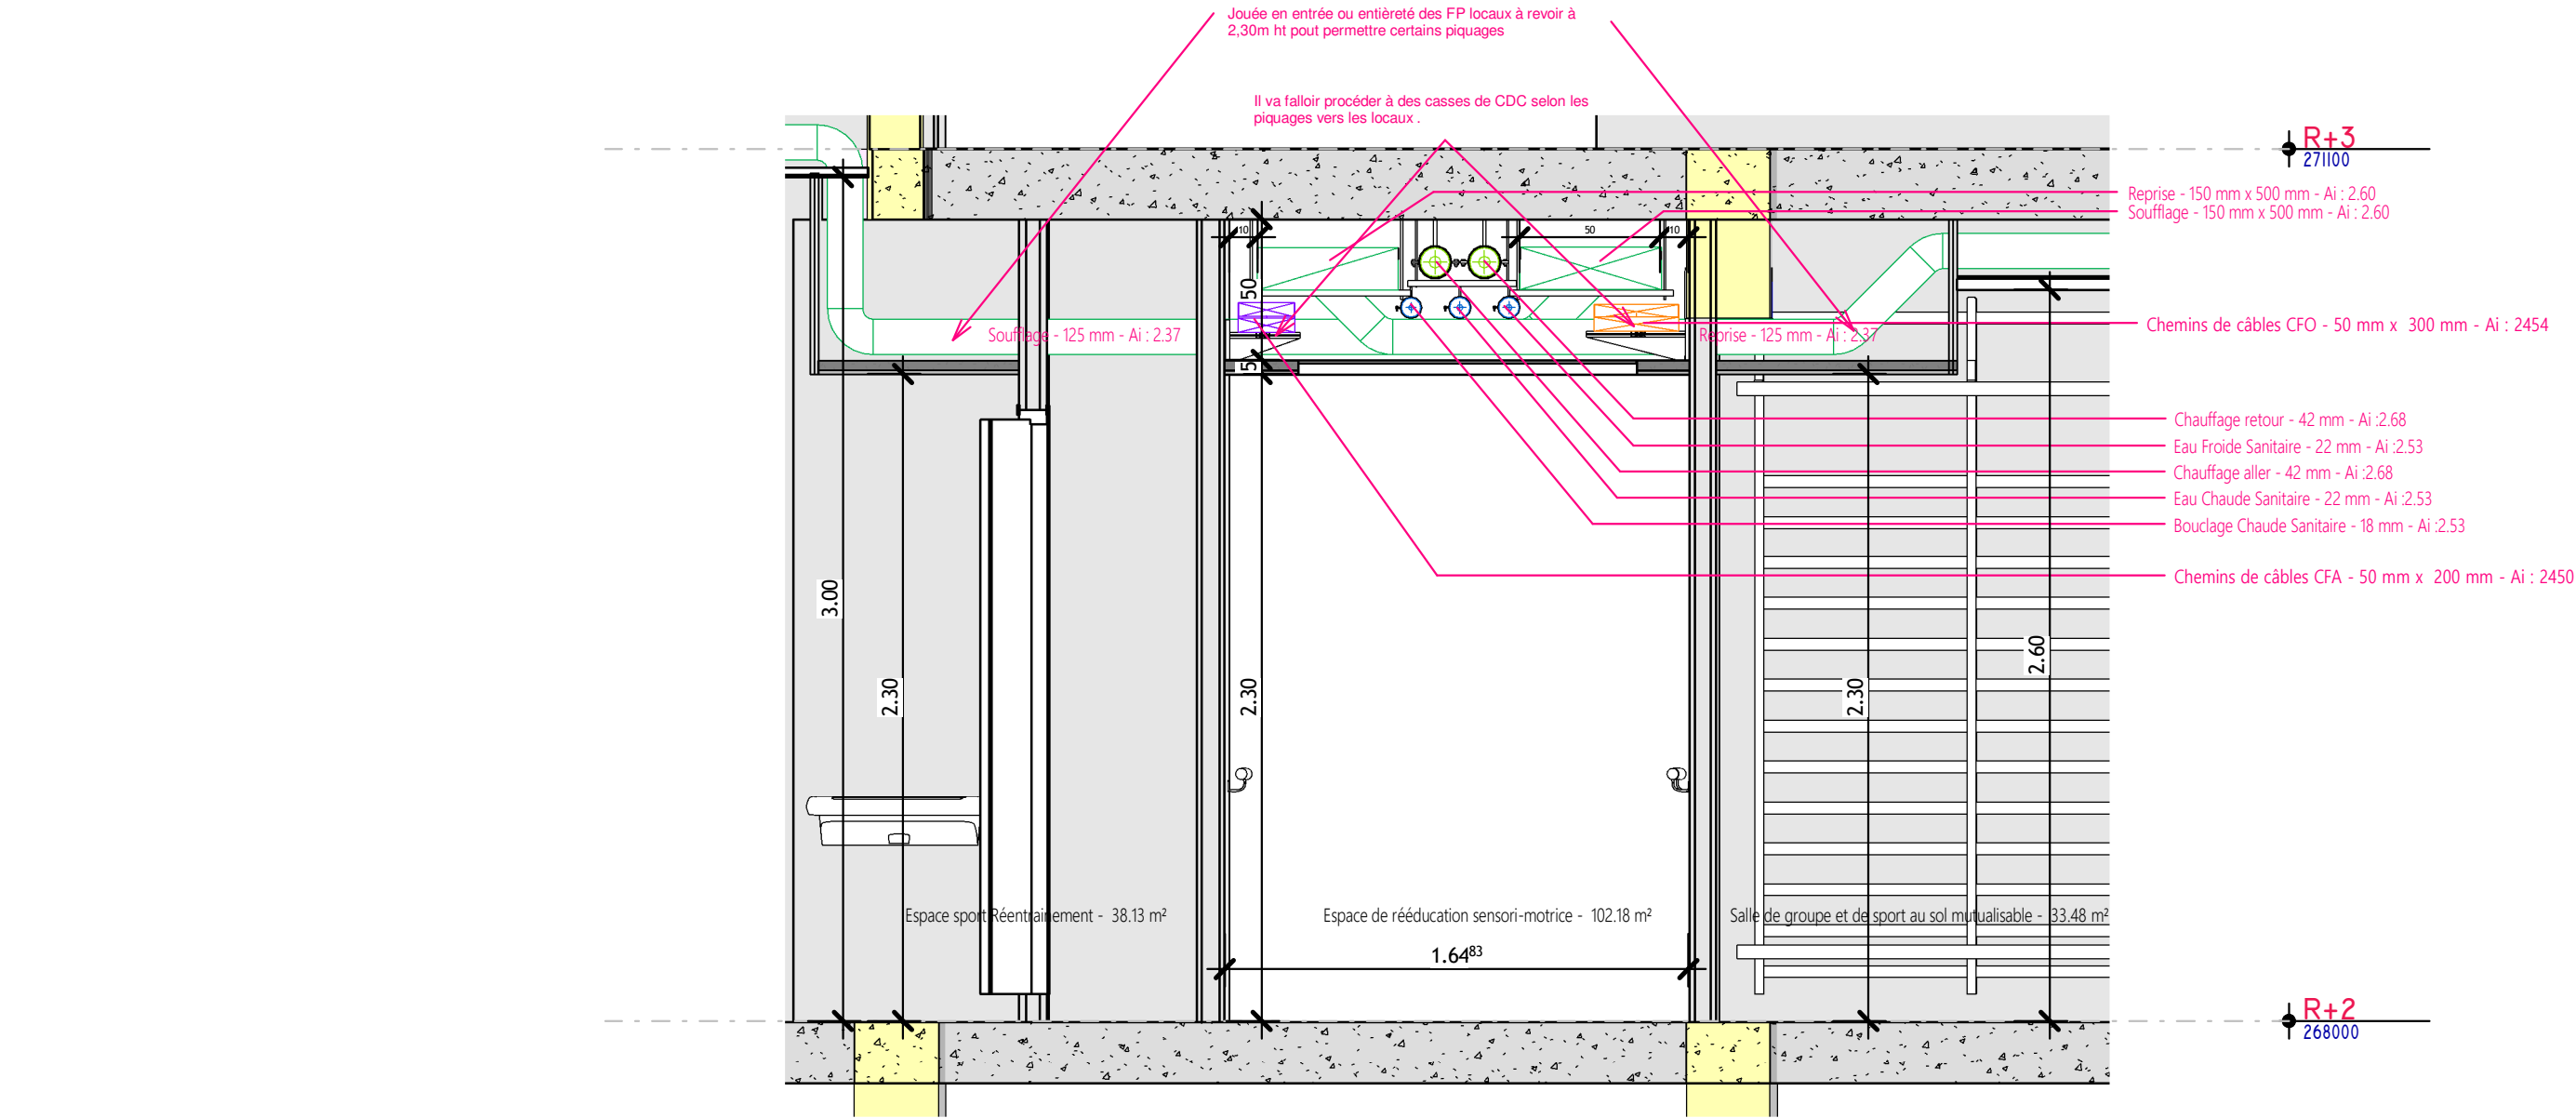 Jouée en entrée ou entièreté des FP locaux à revoir à
2,30m ht pout permettre certains piquages
Il va falloir procéder à des casses de CDC selon les
piquages vers les locaux .
R+3
271100
Reprise - 150 mm x 500 mm - Ai : 2.60
Soufflage - 150 mm x 500 mm - Ai : 2.60
10
50
10
50
Soufflage - 125 mm - Ai : 2.37
Reprise - 125 mm - Ai : 2.37
Chemins de câbles CFO - 50 mm x 300 mm - Ai : 2454
5
Chauffage retour - 42 mm - Ai :2.68
Eau Froide Sanitaire - 22 mm - Ai :2.53
Chauffage aller - 42 mm - Ai :2.68
Eau Chaude Sanitaire - 22 mm - Ai :2.53
Bouclage Chaude Sanitaire - 18 mm - Ai :2.53
Chemins de câbles CFA - 50 mm x 200 mm - Ai : 2450
3.00
2.30
2.30
2.30
2.60
Espace sport Réentrainement - 38.13 m²
Espace de rééducation sensori-motrice - 102.18 m²
Salle de groupe et de sport au sol mutualisable - 33.48 m²
1.64⁸³
R+2
268000